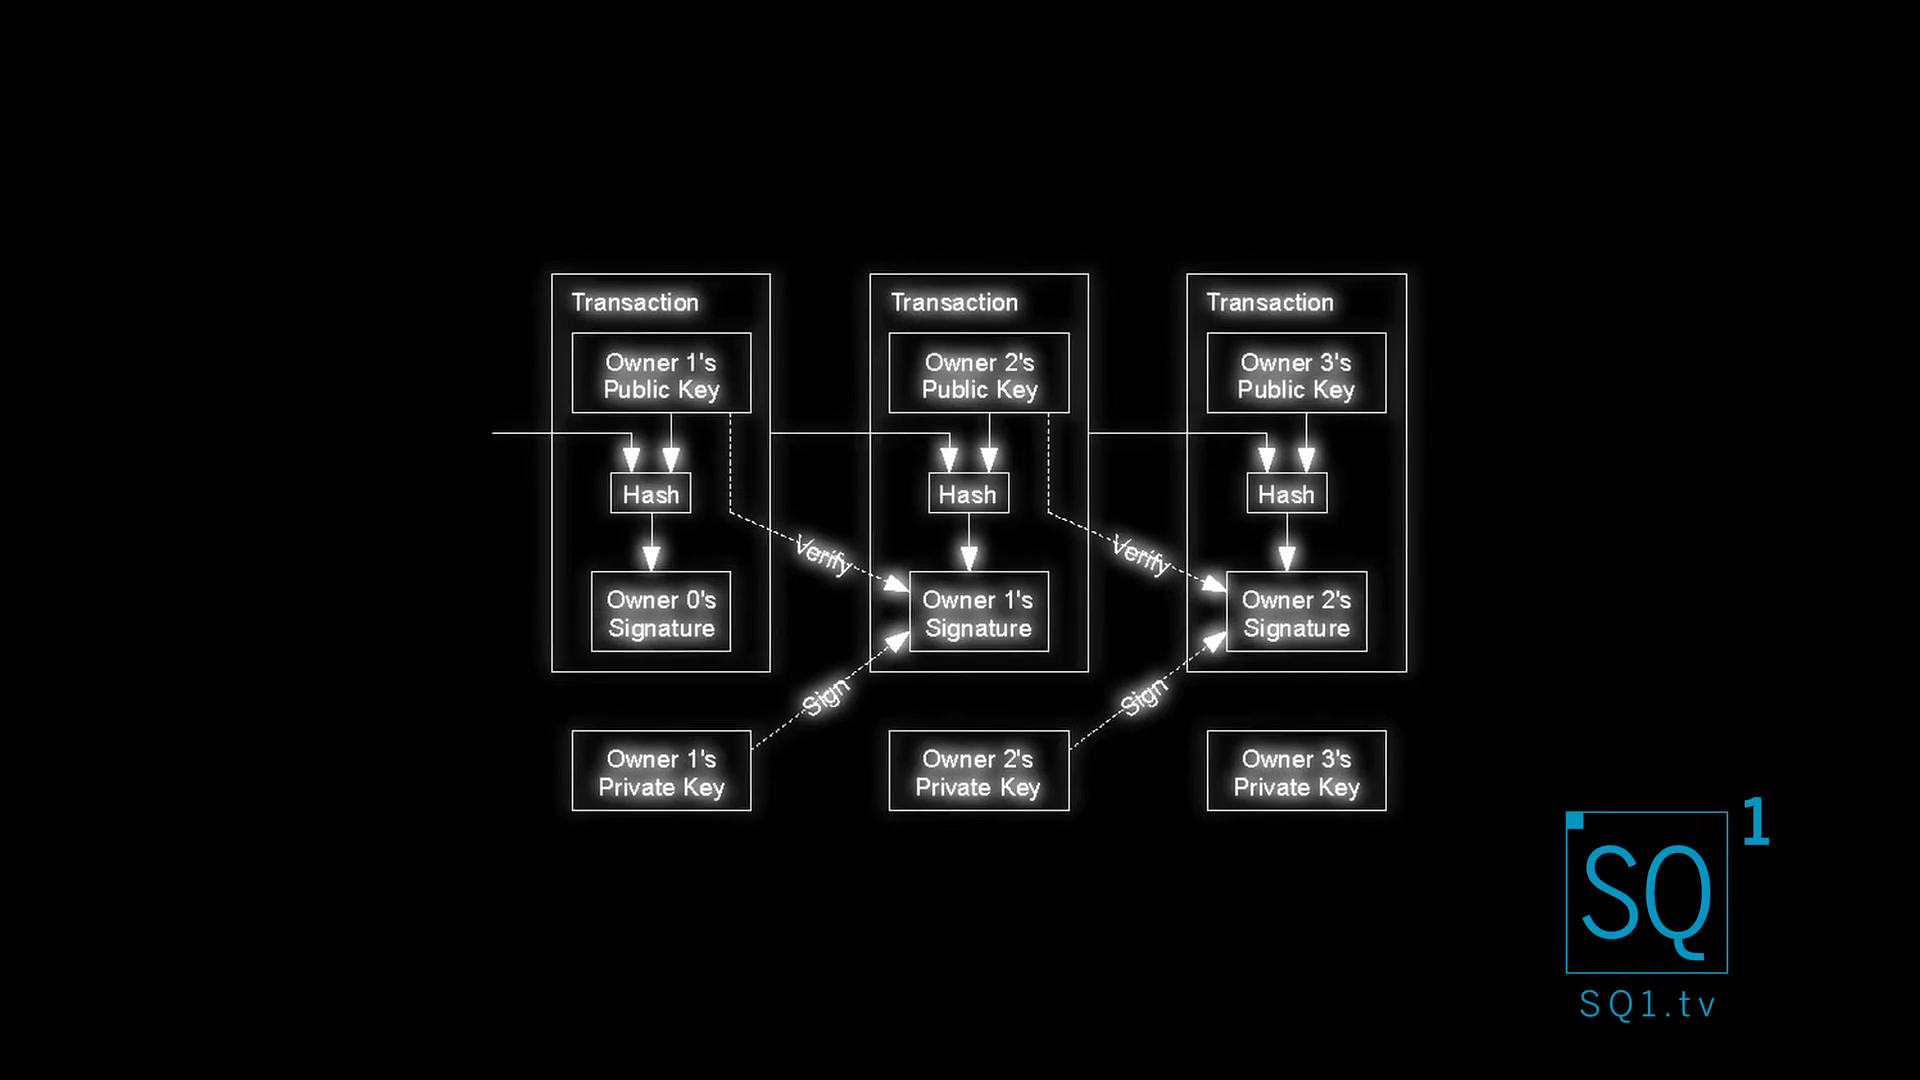 Transaction
Owner 1's
Public Key
Hash
Owner 0's
Signature
Transaction
Owner 2's
Public Key
Hash
Verify
Owner 1's
Signature
Transaction
Owner 3's
Public Key
Hash
Verify
Owner 2's
Signature
Sign
Sign
Owner 1's
Private Key
Owner 2's
Private Key
Owner 3's
Private Key
SQ1
SQ1.tv